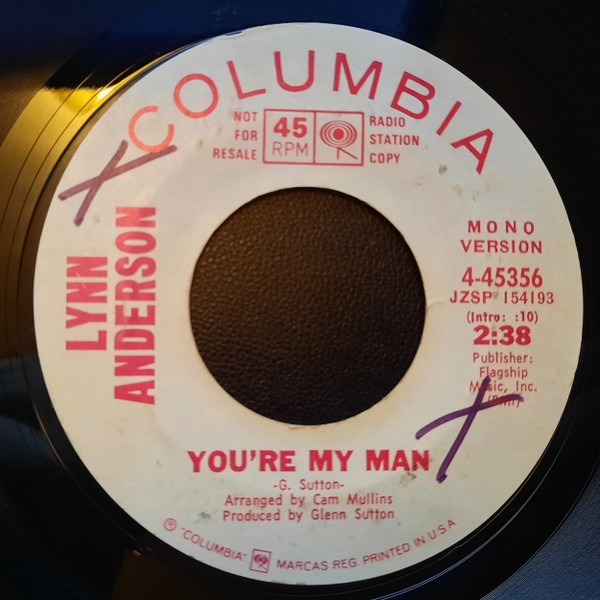 COLUMBIA
NOT
FOR
RESALE
45
RPM
RADIO
STATION
COPY
LYNN
ANDERSON
MONO
VERSION
4-45356
JZSP 154193
(Intro: :10)
2:38
Publisher:
Flagship
Music, Inc.
(BMI)
YOU'RE MY MAN
-G. Sutton-
Arranged by Cam Mullins
Produced by Glenn Sutton
℗ "COLUMBIA" MARCAS REG. PRINTED IN U.S.A.